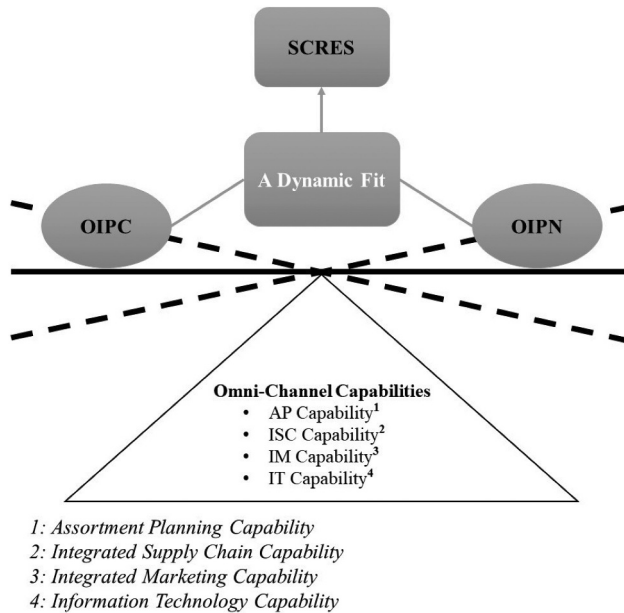 SCRES
A Dynamic Fit
OIPC
OIPN
Omni-Channel Capabilities
• AP Capability¹
• ISC Capability²
• IM Capability³
• IT Capability⁴
1: Assortment Planning Capability
2: Integrated Supply Chain Capability
3: Integrated Marketing Capability
4: Information Technology Capability